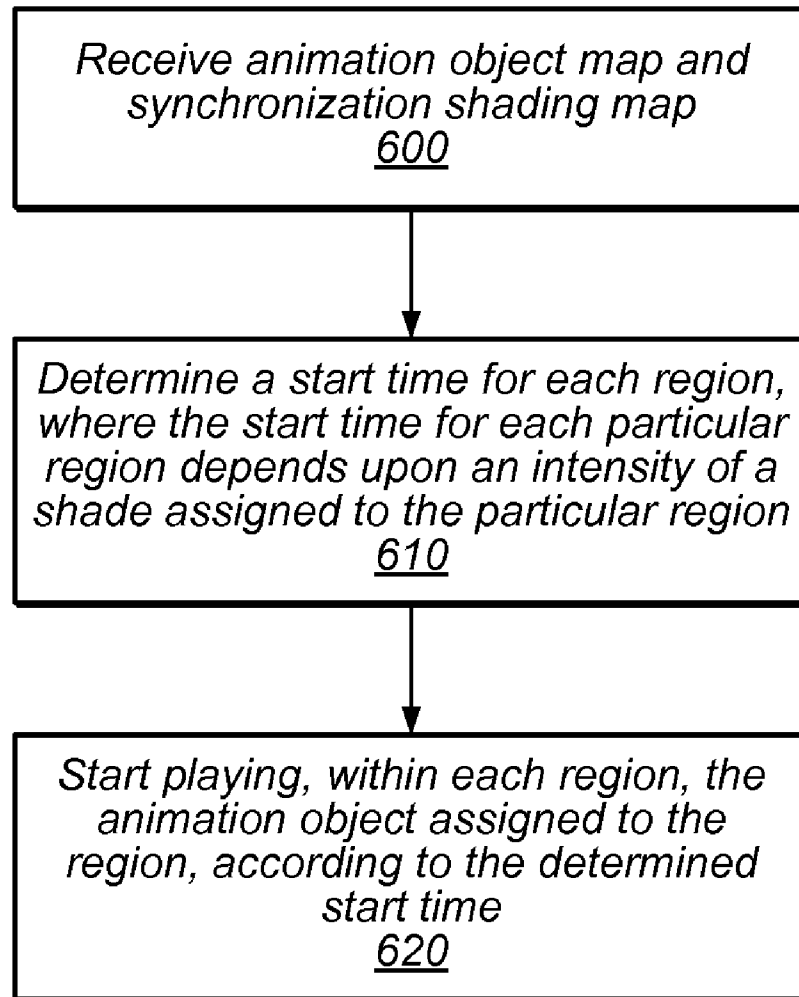 Receive animation object map and
synchronization shading map
600
Determine a start time for each region,
where the start time for each particular
region depends upon an intensity of a
shade assigned to the particular region
610
Start playing, within each region, the
animation object assigned to the
region, according to the determined
start time
620